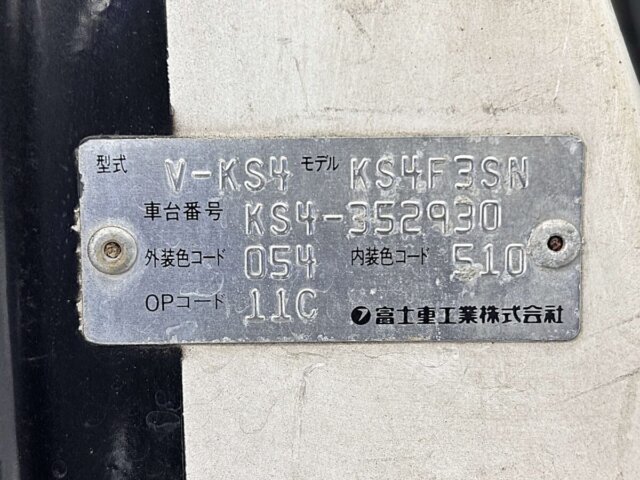 型式 V-KS4 モデル KS4F3SN
車台番号 KS4-352930
外装色コード 054 内装色コード 510
OPコード 11C フ富士重工業株式会社